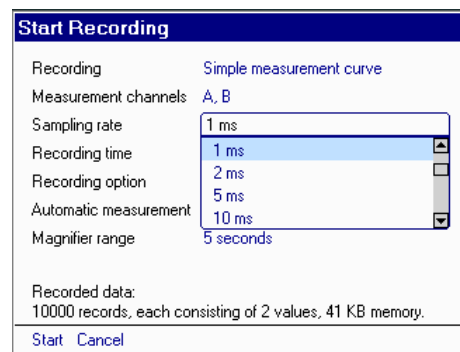 Start Recording
Recording Simple measurement curve
Measurement channels A, B
Sampling rate 1 ms
Recording time 1 ms
2 ms
Recording option 5 ms
Automatic measurement 10 ms
Magnifier range 5 seconds
Recorded data:
10000 records, each consisting of 2 values, 41 KB memory.
Start Cancel